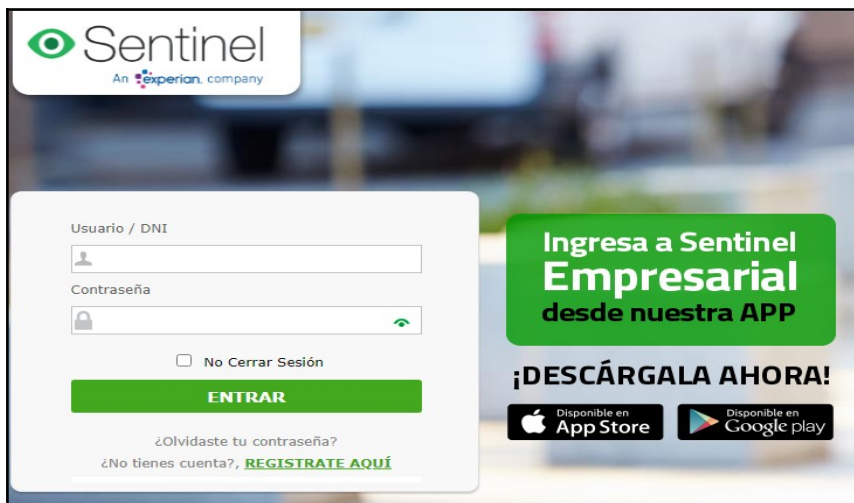 Sentinel
An experian. company
Usuario / DNI
Contraseña
No Cerrar Sesión
ENTRAR
¿Olvidaste tu contraseña?
¿No tienes cuenta?, REGISTRATE AQUÍ
Ingresa a Sentinel
Empresarial
desde nuestra APP
¡DESCÁRGALA AHORA!
Disponible en
App Store
Disponible en
Google play